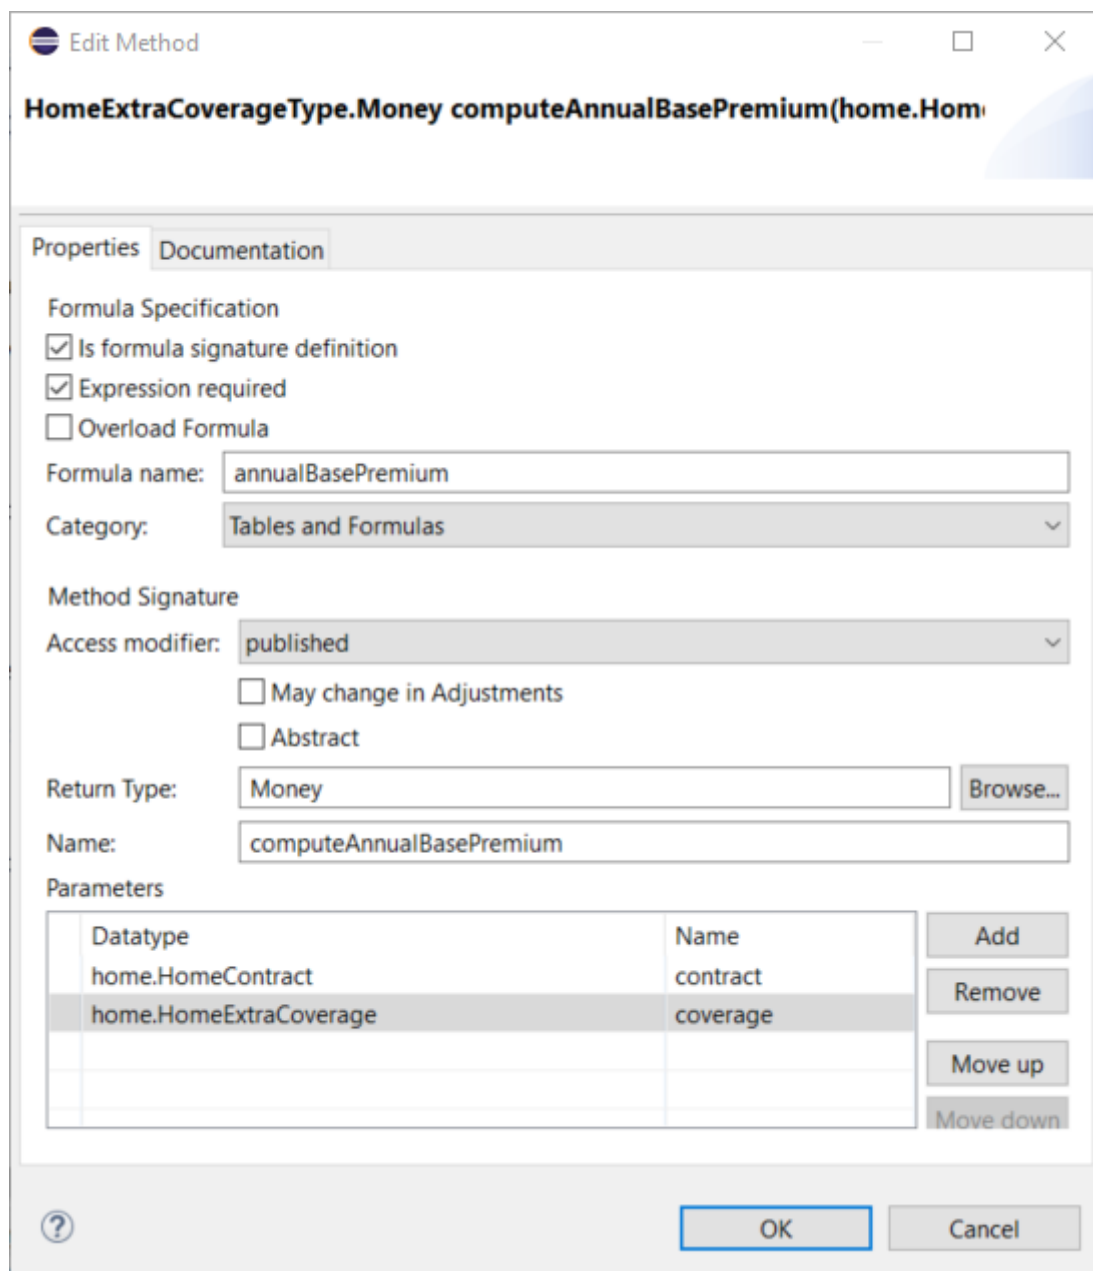 Edit Method
HomeExtraCoverageType.Money computeAnnualBasePremium(home.Hom
Properties Documentation
Formula Specification
Is formula signature definition
Expression required
Overload Formula
Formula name: annualBasePremium
Category: Tables and Formulas
Method Signature
Access modifier: published
May change in Adjustments
Abstract
Return Type: Money Browse...
Name: computeAnnualBasePremium
Parameters
Datatype Name Add
home.HomeContract contract
Remove
home.HomeExtraCoverage coverage
Move up
Move down
? OK Cancel